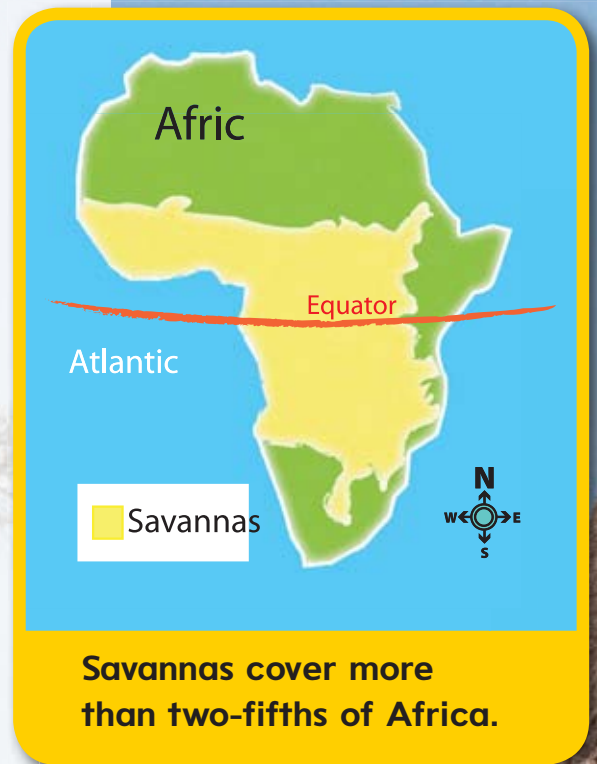 Afric
Equator
Atlantic
Savannas
N
W E
S
Savannas cover more
than two-fifths of Africa.